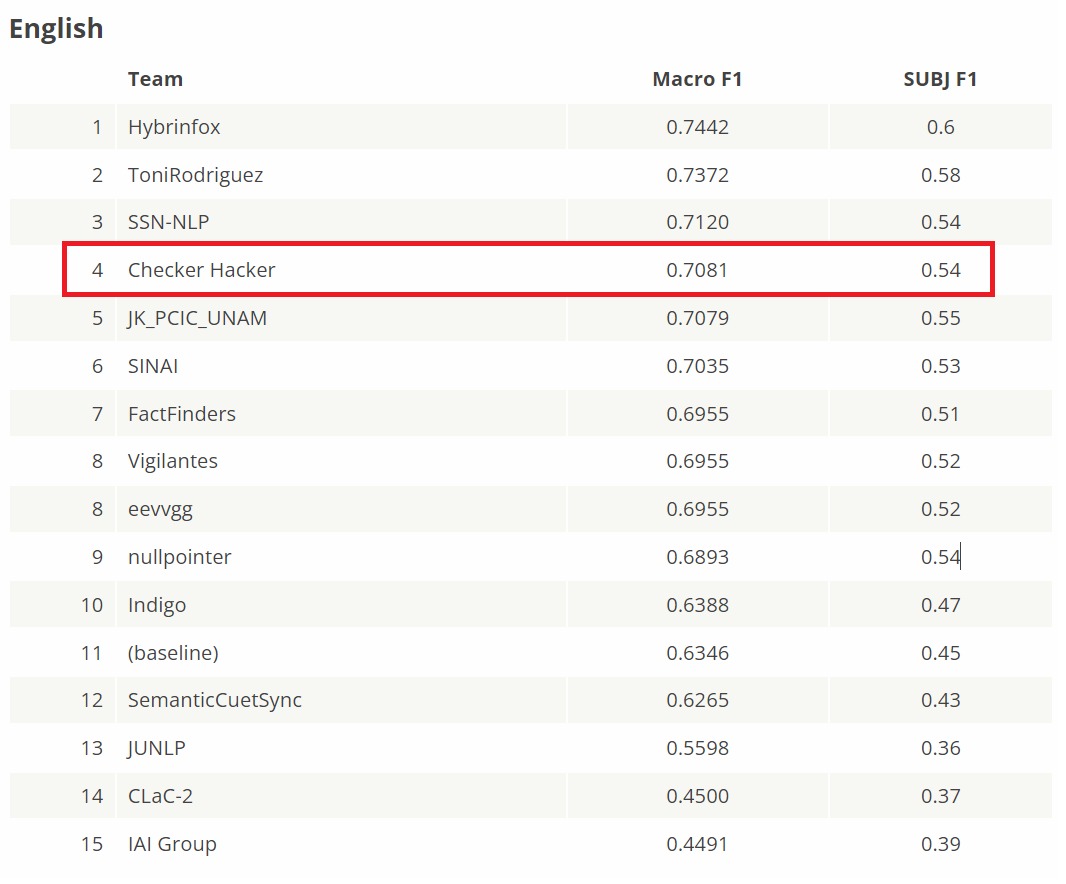 English
Team Macro F1 SUBJ F1
1 Hybrinfox 0.7442 0.6
2 ToniRodriguez 0.7372 0.58
3 SSN-NLP 0.7120 0.54
4 Checker Hacker 0.7081 0.54
5 JK_PCIC_UNAM 0.7079 0.55
6 SINAI 0.7035 0.53
7 FactFinders 0.6955 0.51
8 Vigilantes 0.6955 0.52
8 eevvgg 0.6955 0.52
9 nullpointer 0.6893 0.54
10 Indigo 0.6388 0.47
11 (baseline) 0.6346 0.45
12 SemanticCuetSync 0.6265 0.43
13 JUNLP 0.5598 0.36
14 CLaC-2 0.4500 0.37
15 IAI Group 0.4491 0.39